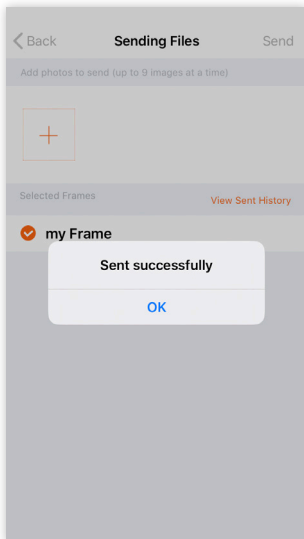 Back
Sending Files
Send
Add photos to send (up to 9 images at a time)
Selected Frames
View Sent History
my Frame
Sent successfully
OK